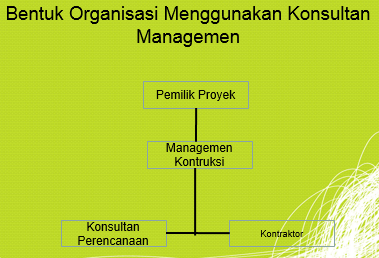 Bentuk Organisasi Menggunakan Konsultan
Managemen
Pemilik Proyek
Managemen
Kontruksi
Konsultan
Perencanaan
Kontraktor